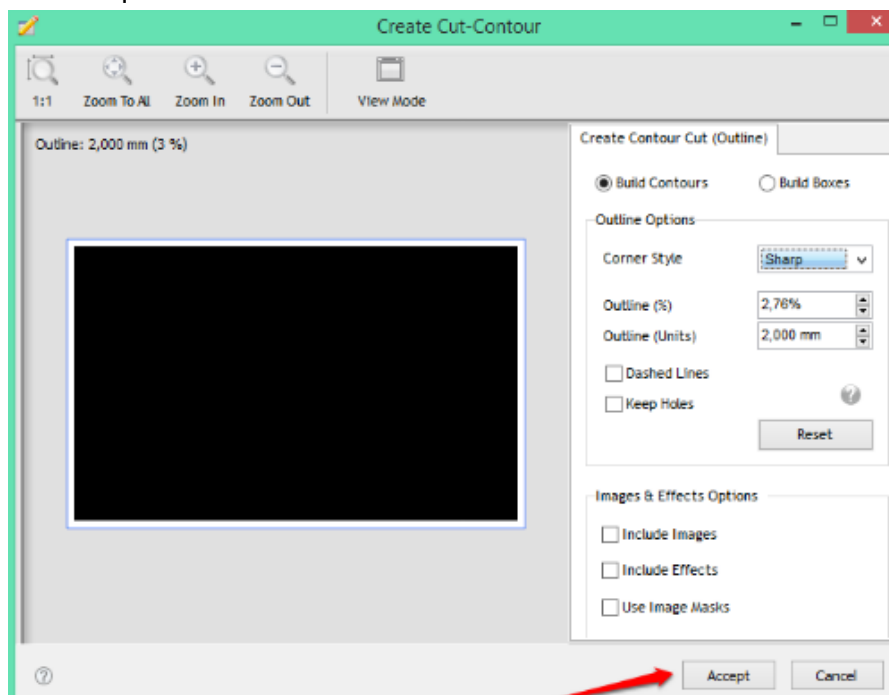 Create Cut-Contour
1:1 Zoom To All Zoom In Zoom Out View Mode
Outline: 2,000 mm (3 %)
Create Contour Cut (Outline)
Build Contours Build Boxes
Outline Options
Corner Style Sharp
Outline (%) 2,76%
Outline (Units) 2,000 mm
Dashed Lines
Keep Holes
Reset
Images & Effects Options
Include Images
Include Effects
Use Image Masks
Accept Cancel